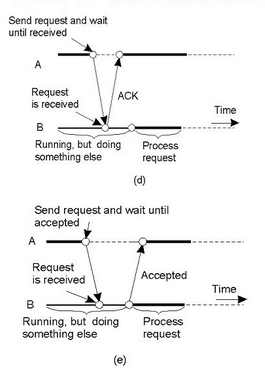 Send request and wait
until received
A
Request
is received
ACK
Time
B
Running, but doing
something else
Process
request
(d)
Send request and wait until
accepted
A
Request
is received
Accepted
Time
B
Running, but doing
something else
Process
request
(e)